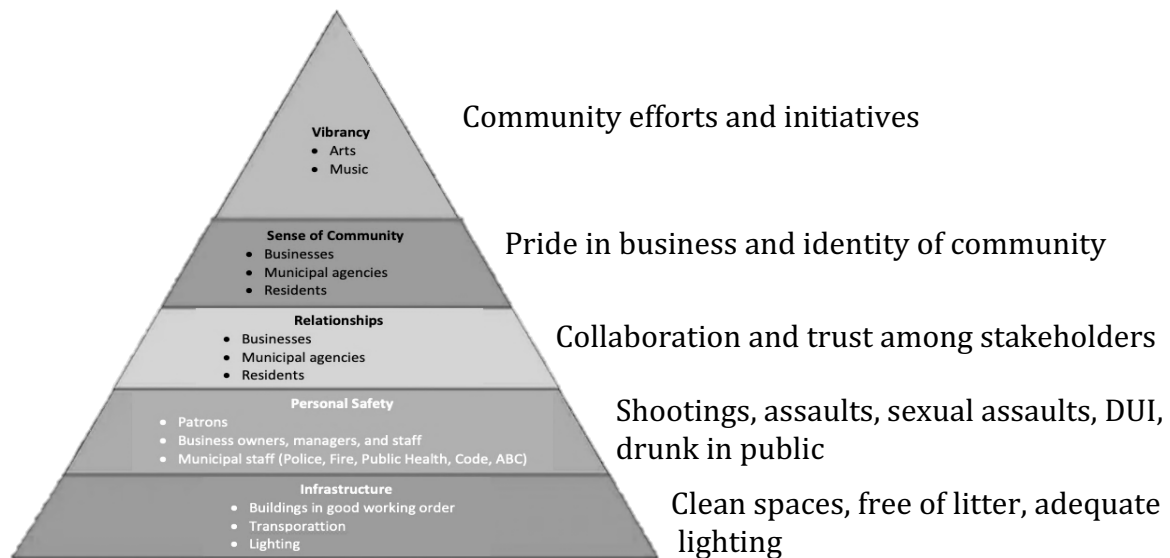 Vibrancy
• Arts
• Music
Community efforts and initiatives
Sense of Community
• Businesses
• Municipal agencies
• Residents
Pride in business and identity of community
Relationships
• Businesses
• Municipal agencies
• Residents
Collaboration and trust among stakeholders
Personal Safety
• Patrons
• Business owners, managers, and staff
• Municipal staff (Police, Fire, Public Health, Code, ABC)
Shootings, assaults, sexual assaults, DUI,
drunk in public
Infrastructure
• Buildings in good working order
• Transporattion
• Lighting
Clean spaces, free of litter, adequate
lighting